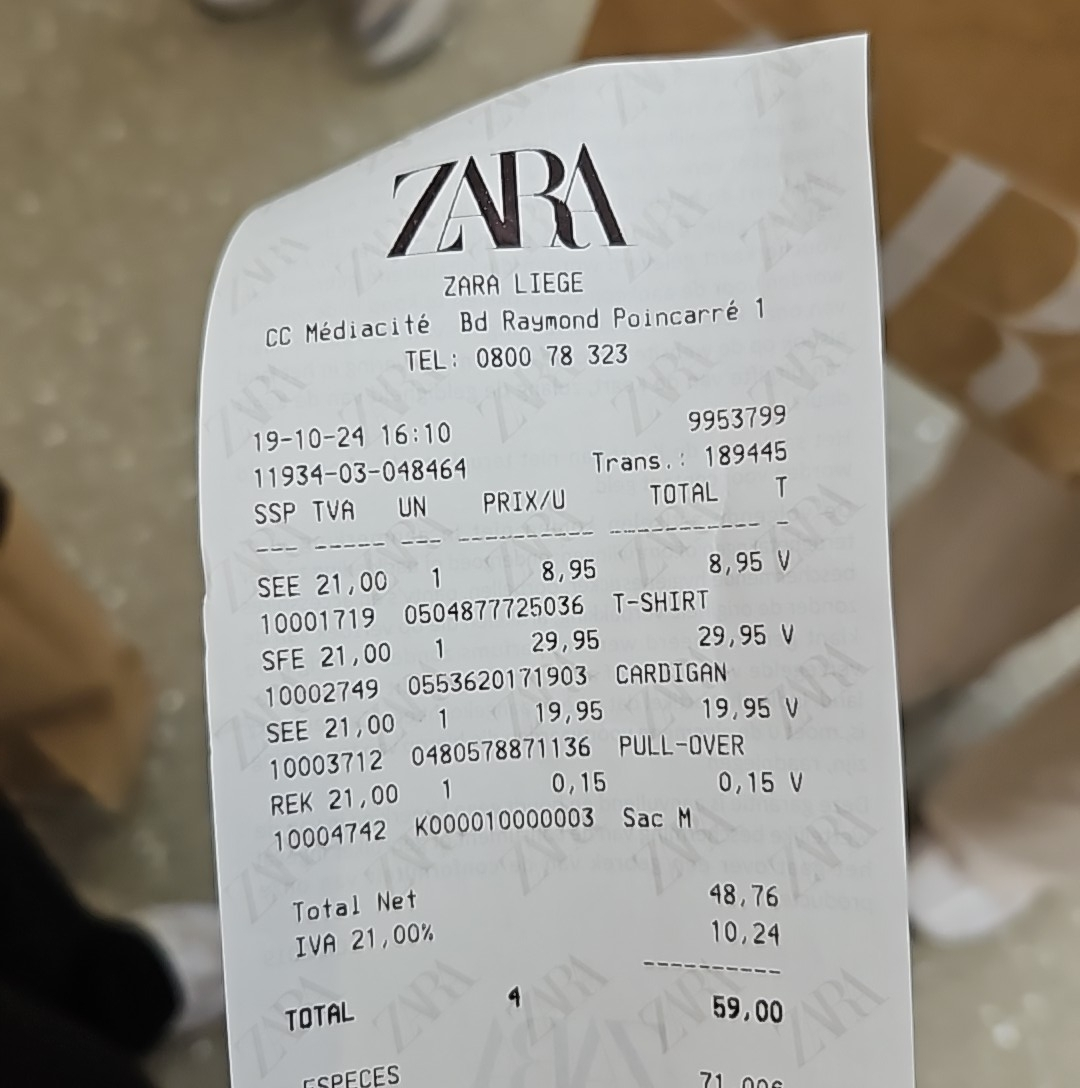 ZARA
ZARA LIEGE
CC Médiacité Bd Raymond Poincarré 1
TEL: 0800 78 323
19-10-24 16:10 9953799
11934-03-048464 Trans.: 189445
SSP TVA UN PRIX/U TOTAL T
SEE 21,00 1 8,95 8,95 V
10001719 0504877725036 T-SHIRT
SFE 21,00 1 29,95 29,95 V
10002749 0553620171903 CARDIGAN
SEE 21,00 1 19,95 19,95 V
10003712 0480578871136 PULL-OVER
REK 21,00 1 0,15 0,15 V
10004742 K000010000003 Sac M
Total Net 48,76
IVA 21,00% 10,24
TOTAL 4 59,00
ESPECES